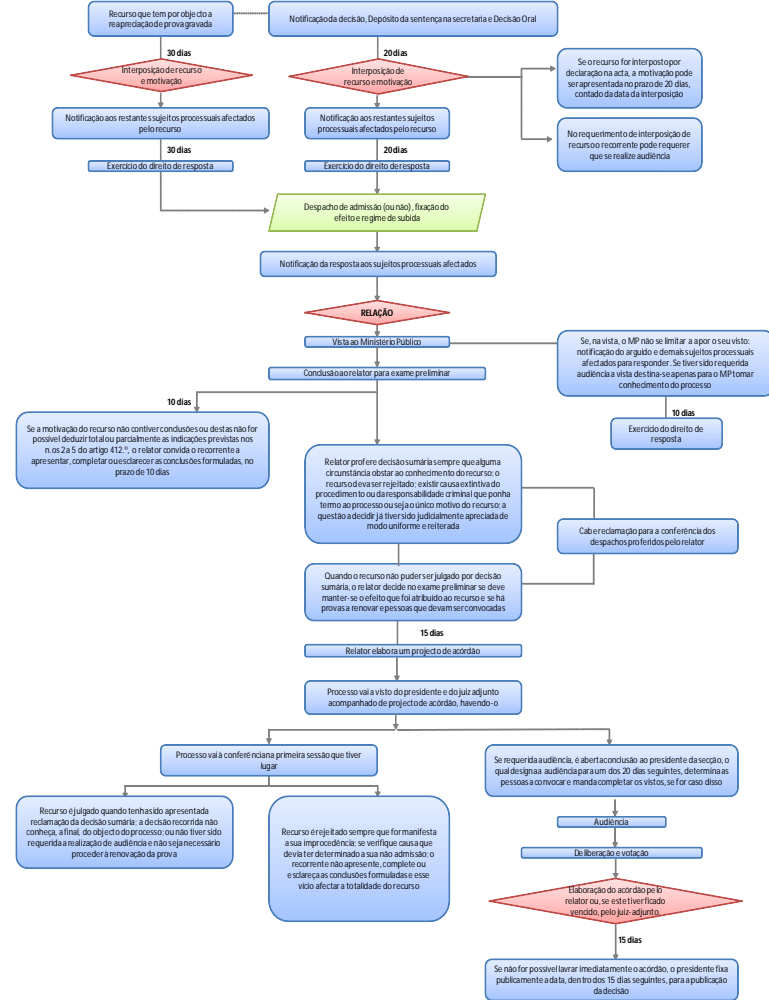 Recurso que tem por objecto a
reapreciação de prova gravada
Notificação da decisão, Depósito da sentença na secretaria e Decisão Oral
30 dias
20 dias
Interposição de recurso
e motivação
Interposição de
recurso e motivação
Se o recurso for interposto por
declaração na acta, a motivação pode
ser apresentada no prazo de 20 dias,
contado da data da interposição
Notificação aos restantes sujeitos processuais afectados
pelo recurso
Notificação aos restantes sujeitos
processuais afectados pelo recurso
No requerimento de interposição de
recurso o recorrente pode requerer
que se realize audiência
30 dias
20 dias
Exercício do direito de resposta
Exercício do direito de resposta
Despacho de admissão (ou não), fixação do
efeito e regime de subida
Notificação da resposta aos sujeitos processuais afectados
RELAÇÃO
Vista ao Ministério Público
Se, na vista, o MP não se limitar a apor o seu visto:
notificação do arguido e demais sujeitos processuais
afectados para responder. Se tiver sido requerida
audiência a vista destina-se apenas para o MP tomar
conhecimento do processo
Conclusão ao relator para exame preliminar
10 dias
10 dias
Exercício do direito de
resposta
Se a motivação do recurso não contiver conclusões ou destas não for
possível deduzir total ou parcialmente as indicações previstas nos
n.os 2 a 5 do artigo 412.º, o relator convida o recorrente a
apresentar, completar ou esclarecer as conclusões formuladas, no
prazo de 10 dias
Relator profere decisão sumária sempre que alguma
circunstância obstar ao conhecimento do recurso; o
recurso deva ser rejeitado; existir causa extintiva do
procedimento ou da responsabilidade criminal que ponha
termo ao processo ou seja o único motivo do recurso; a
questão a decidir já tiver sido judicialmente apreciada de
modo uniforme e reiterada
Cabe reclamação para a conferência dos
despachos proferidos pelo relator
Quando o recurso não puder ser julgado por decisão
sumária, o relator decide no exame preliminar se deve
manter-se o efeito que foi atribuído ao recurso e se há
provas a renovar e pessoas que devam ser convocadas
15 dias
Relator elabora um projecto de acórdão
Processo vai a visto do presidente e do juiz adjunto
acompanhado de projecto de acórdão, havendo-o
Processo vai à conferência na primeira sessão que tiver
lugar
Se requerida audiência, é aberta conclusão ao presidente da secção, o
qual designa a audiência para um dos 20 dias seguintes, determina as
pessoas a convocar e manda completar os vistos, se for caso disso
Recurso é julgado quando tenha sido apresentada
reclamação da decisão sumária; a decisão recorrida não
conheça, a final, do objecto do processo; ou não tiver sido
requerida a realização de audiência e não seja necessário
proceder à renovação da prova
Recurso é rejeitado sempre que for manifesta
a sua improcedência; se verifique causa que
devia ter determinado a sua não admissão; o
recorrente não apresente, complete ou
esclareça as conclusões formuladas e esse
vício afectar a totalidade do recurso
Audiência
Deliberação e votação
Elaboração do acórdão pelo
relator ou, se este tiver ficado
vencido, pelo juiz-adjunto,
15 dias
Se não for possível lavrar imediatamente o acórdão, o presidente fixa
publicamente a data, dentro dos 15 dias seguintes, para a publicação
da decisão